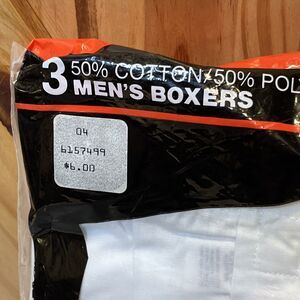 3 50% COTTON/50% POL
MEN'S BOXERS
04
6157499
$6.00